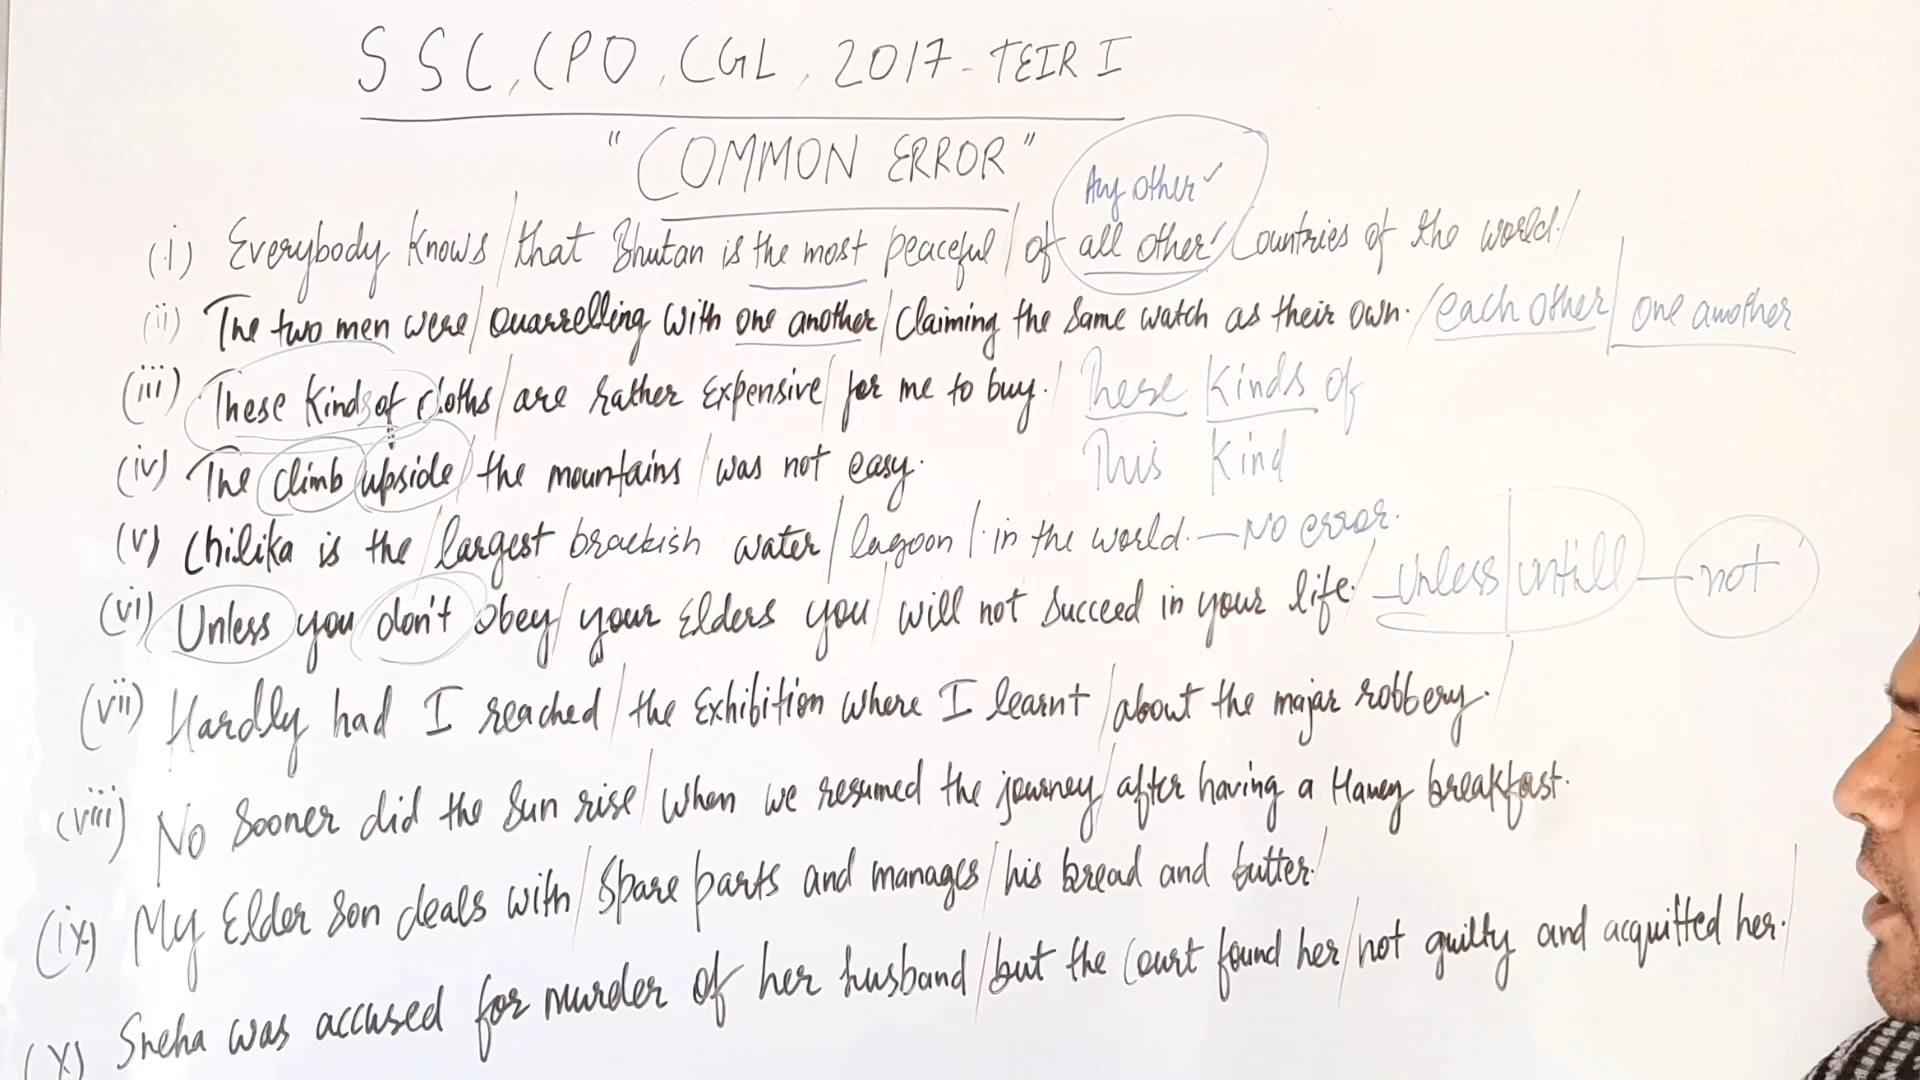 SSC, CPO, CGL, 2017 - TEIR I
"COMMON ERROR"
Any other ✓
(i) Everybody knows / that Bhutan is the most peaceful / of all other Countries of the world. /
(ii) The two men were / quarrelling with one another / claiming the same watch as their own. / each other / one another
(iii) These kinds of cloths / are rather expensive / for me to buy. / These Kinds of
This Kind
(iv) The climb upside / the mountains / was not easy.
(v) Chilika is the / largest brackish water / lagoon / in the world. — No error.
(vi) Unless you don't obey / your elders you / will not succeed in your life. / — unless / untill — not
(vii) Hardly had I reached / the exhibition where I learnt / about the major robbery. /
(viii) No sooner did the sun rise / when we resumed the journey / after having a breakfast.
(ix) My elder son deals with / spare parts and manages / his bread and butter. /
(x) Sneha was accused for murder of her husband / but the court found her / not guilty and acquitted her. /